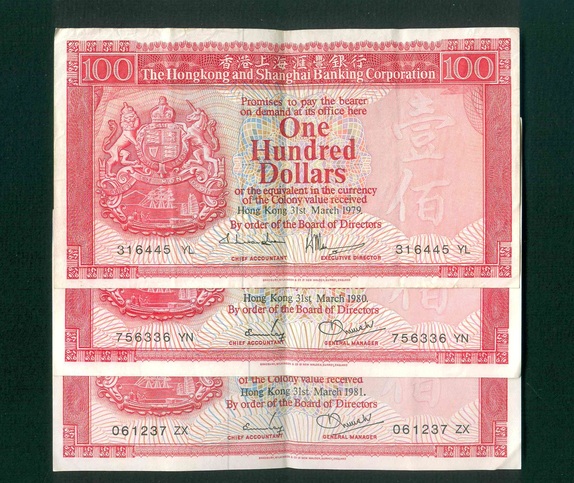 香港上海滙豐銀行
100 The Hongkong and Shanghai Banking Corporation 100
Promises to pay the bearer
on demand at its office here
One
Hundred
Dollars
or the equivalent in the currency
of the Colony value received
Hong Kong 31st March 1979.
By order of the Board of Directors
壹佰
316445 YL
CHIEF ACCOUNTANT
EXECUTIVE DIRECTOR
316445 YL
Hong Kong 31st March 1980.
By order of the Board of Directors
756336 YN
CHIEF ACCOUNTANT
GENERAL MANAGER
756336 YN
佰
of the Colony value received
Hong Kong 31st March 1981.
By order of the Board of Directors
061237 ZX
CHIEF ACCOUNTANT
GENERAL MANAGER
061237 ZX